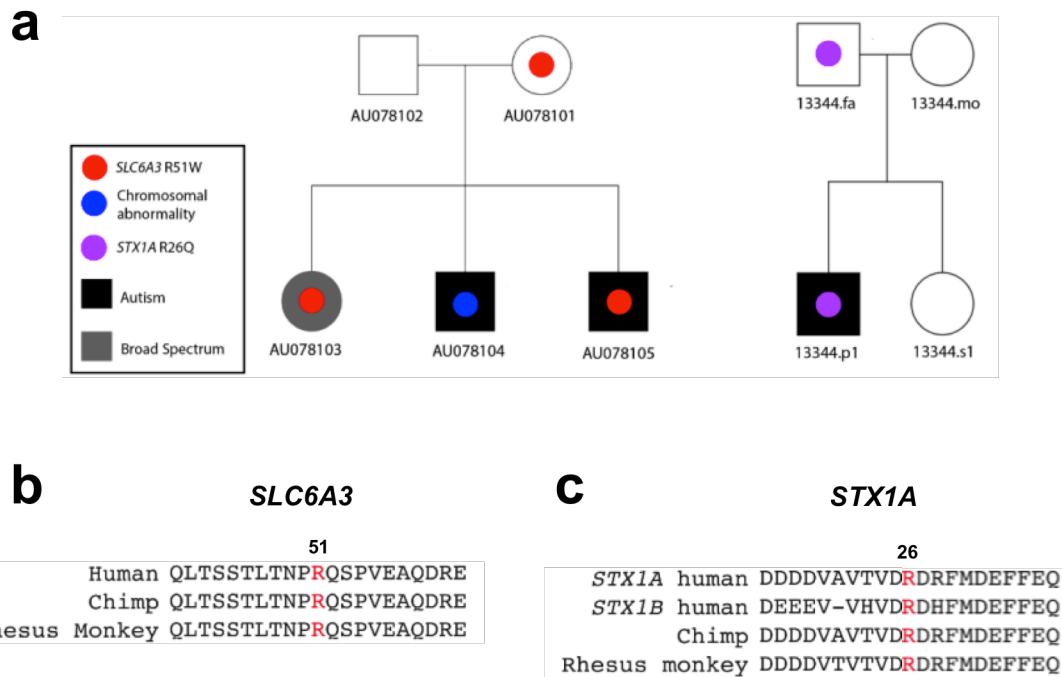 a
AU078102
AU078101
13344.fa
13344.mo
SLC6A3 R51W
Chromosomal
abnormality
STX1A R26Q
Autism
Broad Spectrum
AU078103
AU078104
AU078105
13344.p1
13344.s1
b
SLC6A3
51
Human QLTSSTLTNPRQSPVEAQDRE
Chimp QLTSSTLTNPRQSPVEAQDRE
esus Monkey QLTSSTLTNPRQSPVEAQDRE
c
STX1A
26
STX1A human DDDDVAVTVDRDRFMDEFFEQ
STX1B human DEEEV-VHVDRDHFMDEFFEQ
Chimp DDDDVAVTVDRDRFMDEFFEQ
Rhesus monkey DDDDVTVTVDRDRFMDEFFEQ